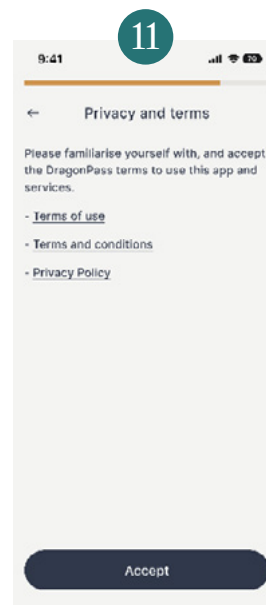 11
9:41
70
← Privacy and terms
Please familiarise yourself with, and accept
the DragonPass terms to use this app and
services.
- Terms of use
- Terms and conditions
- Privacy Policy
Accept